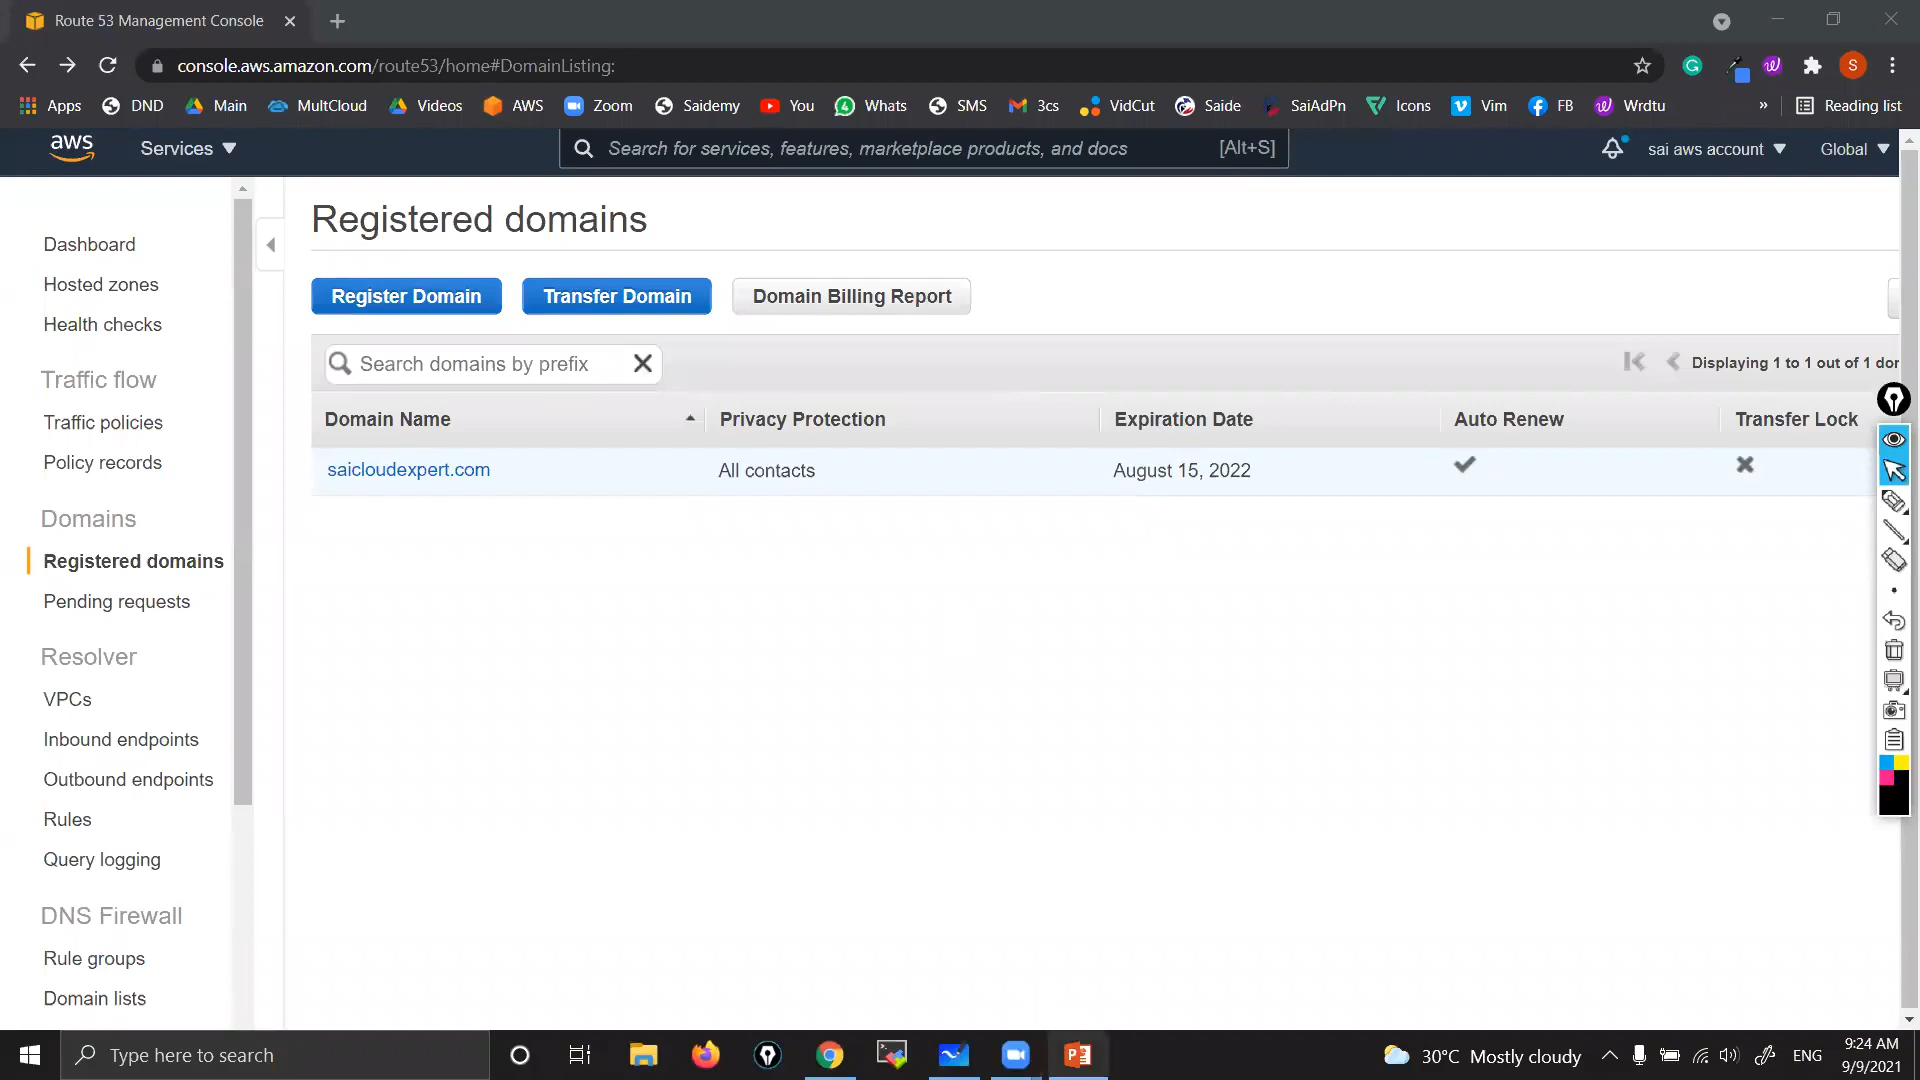 Route 53 Management Console
console.aws.amazon.com/route53/home#DomainListing:
S
Apps DND Main MultCloud Videos AWS Zoom Saidemy You Whats SMS 3cs VidCut Saide SaiAdPn Icons Vim FB Wrdtu » Reading list
aws Services Search for services, features, marketplace products, and docs [Alt+S] sai aws account Global
Dashboard
Hosted zones
Health checks
Traffic flow
Traffic policies
Policy records
Domains
Registered domains
Pending requests
Resolver
VPCs
Inbound endpoints
Outbound endpoints
Rules
Query logging
DNS Firewall
Rule groups
Domain lists
Registered domains
Register Domain Transfer Domain Domain Billing Report
Search domains by prefix Displaying 1 to 1 out of 1 dor
Domain Name Privacy Protection Expiration Date Auto Renew Transfer Lock
saicloudexpert.com All contacts August 15, 2022
Type here to search 30°C Mostly cloudy ENG 9:24 AM
9/9/2021